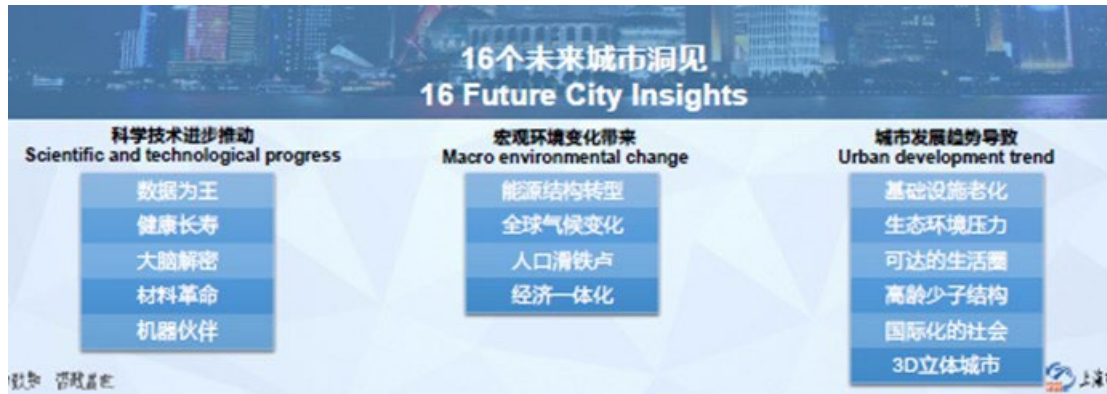 16个未来城市洞见
16 Future City Insights
科学技术进步推动
Scientific and technological progress
数据为王
健康长寿
大脑解密
材料革命
机器伙伴
宏观环境变化带来
Macro environmental change
能源结构转型
全球气候变化
人口滑铁卢
经济一体化
城市发展趋势导致
Urban development trend
基础设施老化
生态环境压力
可达的生活圈
高龄少子结构
国际化的社会
3D立体城市
上海